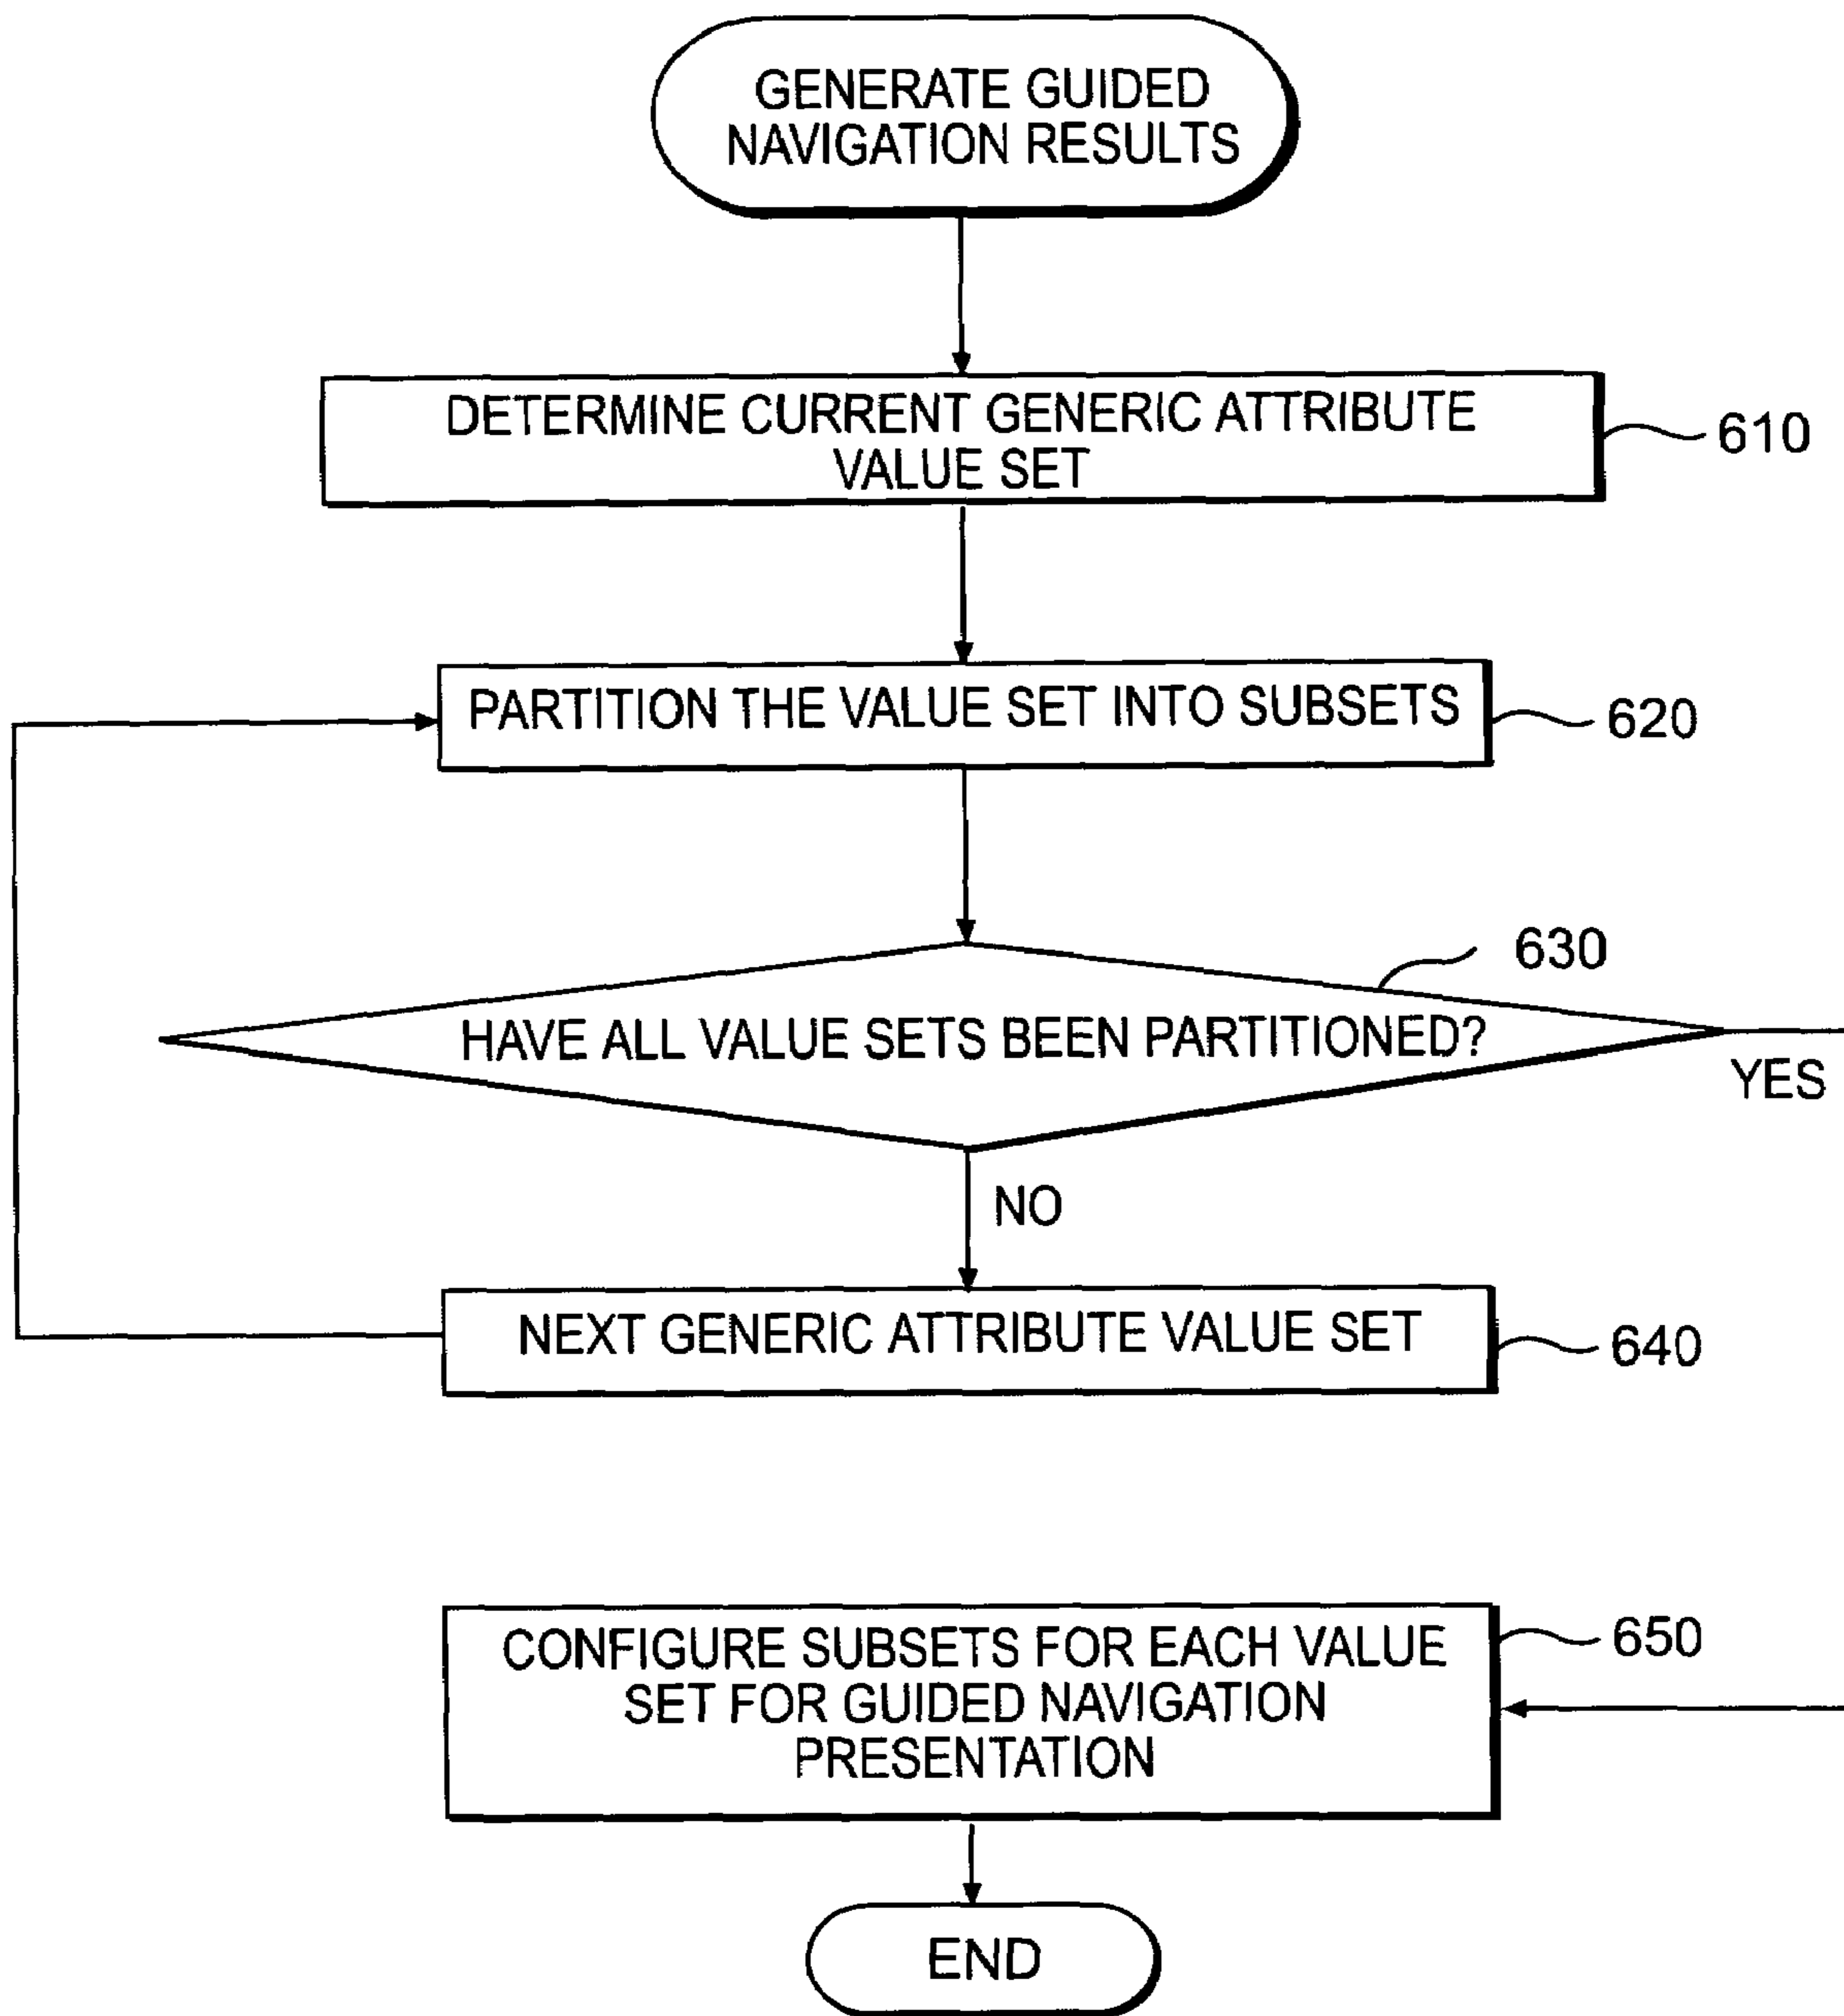 GENERATE GUIDED
NAVIGATION RESULTS
DETERMINE CURRENT GENERIC ATTRIBUTE
VALUE SET
610
PARTITION THE VALUE SET INTO SUBSETS
620
630
HAVE ALL VALUE SETS BEEN PARTITIONED?
YES
NO
NEXT GENERIC ATTRIBUTE VALUE SET
640
CONFIGURE SUBSETS FOR EACH VALUE
SET FOR GUIDED NAVIGATION
PRESENTATION
650
END